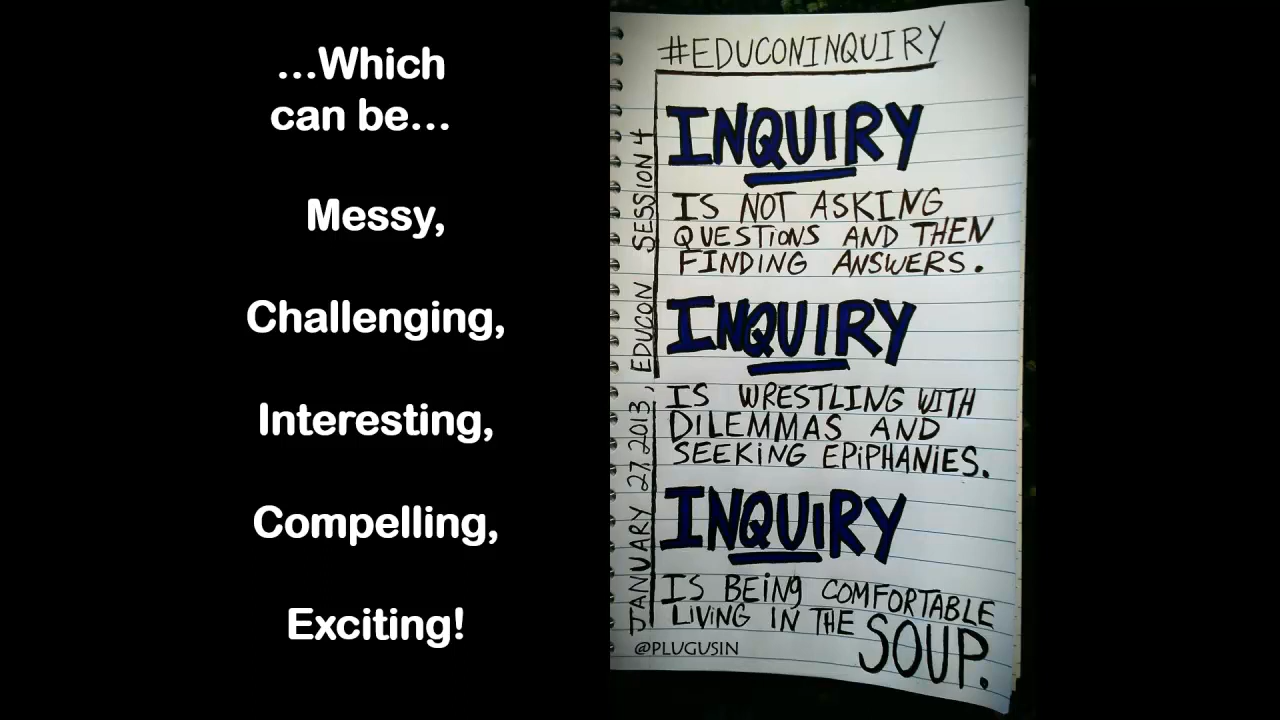 ...Which
can be...
Messy,
Challenging,
Interesting,
Compelling,
Exciting!
#EDUCONINQUIRY
INQUIRY
IS NOT ASKING
QUESTIONS AND THEN
FINDING ANSWERS.
INQUIRY
IS WRESTLING WITH
DILEMMAS AND
SEEKING EPIPHANIES.
INQUIRY
IS BEING COMFORTABLE
LIVING IN THE
SOUP.
@PLUGUSIN
JANUARY 27 2013, EDUCON SESSION 4